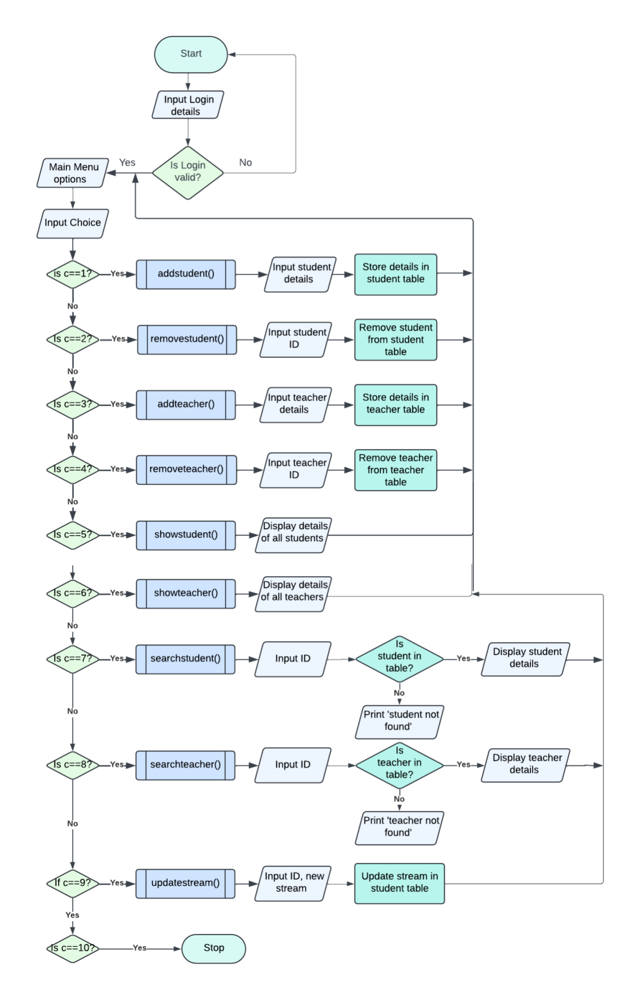 Start
Input Login
details
Is Login
valid?
Yes
No
Main Menu
options
Input Choice
is c==1?
Yes
addstudent()
Input student
details
Store details in
student table
No
Is c==2?
Yes
removestudent()
Input student
ID
Remove student
from student
table
No
Is c==3?
Yes
addteacher()
Input teacher
details
Store details in
teacher table
No
Is c==4?
Yes
removeteacher()
Input teacher
ID
Remove teacher
from teacher
table
No
Is c==5?
Yes
showstudent()
Display details
of all students
Is c==6?
Yes
showteacher()
Display details
of all teachers
No
Is c==7?
Yes
searchstudent()
Input ID
Is
student in
table?
Yes
Display student
details
No
Print 'student not
found'
No
Is c==8?
Yes
searchteacher()
Input ID
Is
teacher in
table?
Yes
Display teacher
details
No
Print 'teacher not
found'
No
If c==9?
Yes
updatestream()
Input ID, new
stream
Update stream in
student table
Yes
Is c==10?
Yes
Stop